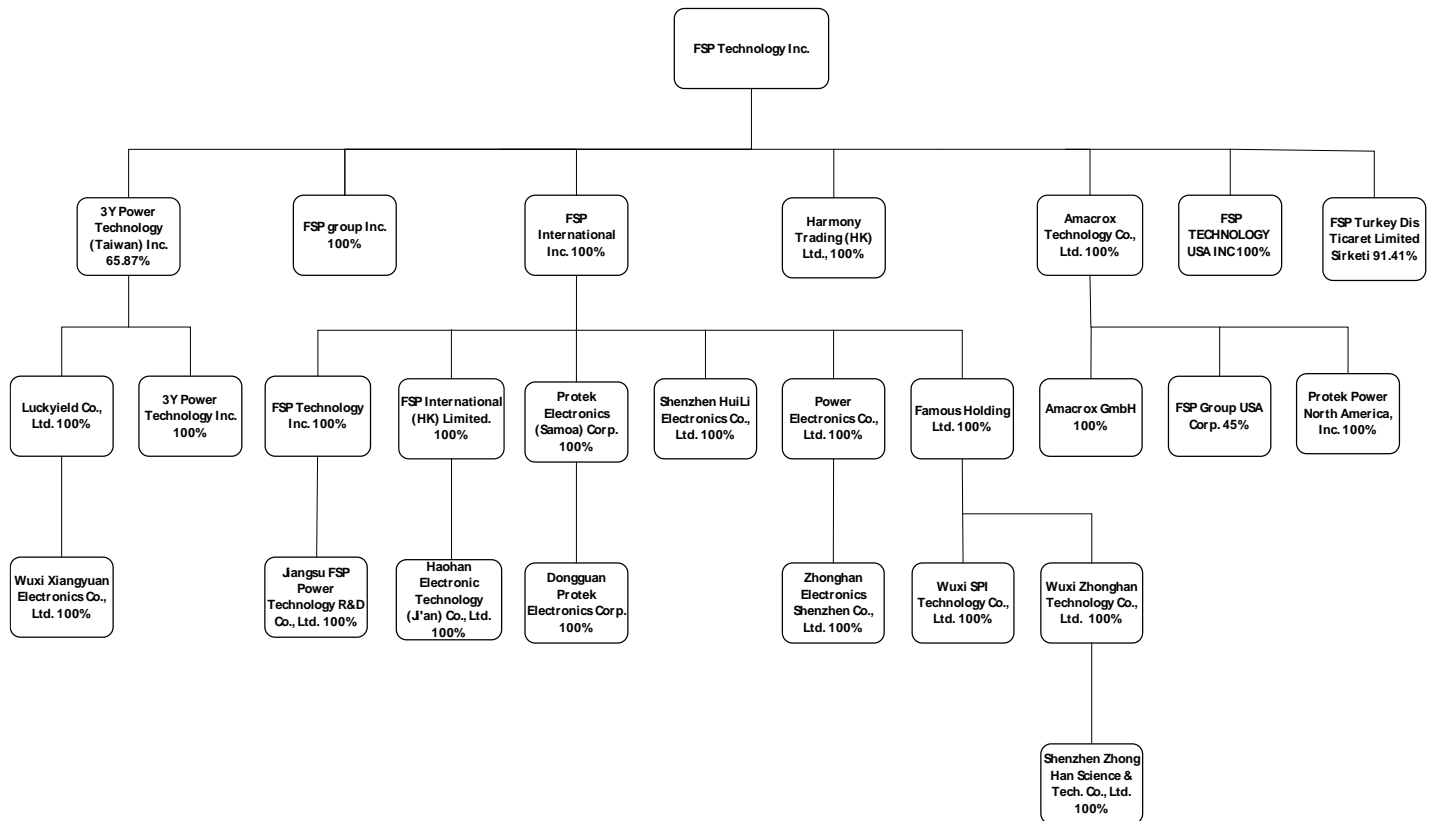 FSP Technology Inc.
3Y Power
Technology
(Taiwan) Inc.
65.87%
FSP group Inc.
100%
FSP
International
Inc. 100%
Harmony
Trading (HK)
Ltd., 100%
Amacrox
Technology Co.,
Ltd. 100%
FSP
TECHNOLOGY
USA INC 100%
FSP Turkey Dis
Ticaret Limited
Sirketi 91.41%
Luckyield Co.,
Ltd. 100%
3Y Power
Technology Inc.
100%
FSP Technology
Inc. 100%
FSP International
(HK) Limited.
100%
Protek
Electronics
(Samoa) Corp.
100%
Shenzhen HuiLi
Electronics Co.,
Ltd. 100%
Power
Electronics Co.,
Ltd. 100%
Famous Holding
Ltd. 100%
Amacrox GmbH
100%
FSP Group USA
Corp. 45%
Protek Power
North America,
Inc. 100%
Wuxi Xiangyuan
Electronics Co.,
Ltd. 100%
Jiangsu FSP
Power
Technology R&D
Co., Ltd. 100%
Haohan
Electronic
Technology
(Ji'an) Co., Ltd.
100%
Dongguan
Protek
Electronics Corp.
100%
Zhonghan
Electronics
Shenzhen Co.,
Ltd. 100%
Wuxi SPI
Technology Co.,
Ltd. 100%
Wuxi Zhonghan
Technology Co.,
Ltd. 100%
Shenzhen Zhong
Han Science &
Tech. Co., Ltd.
100%